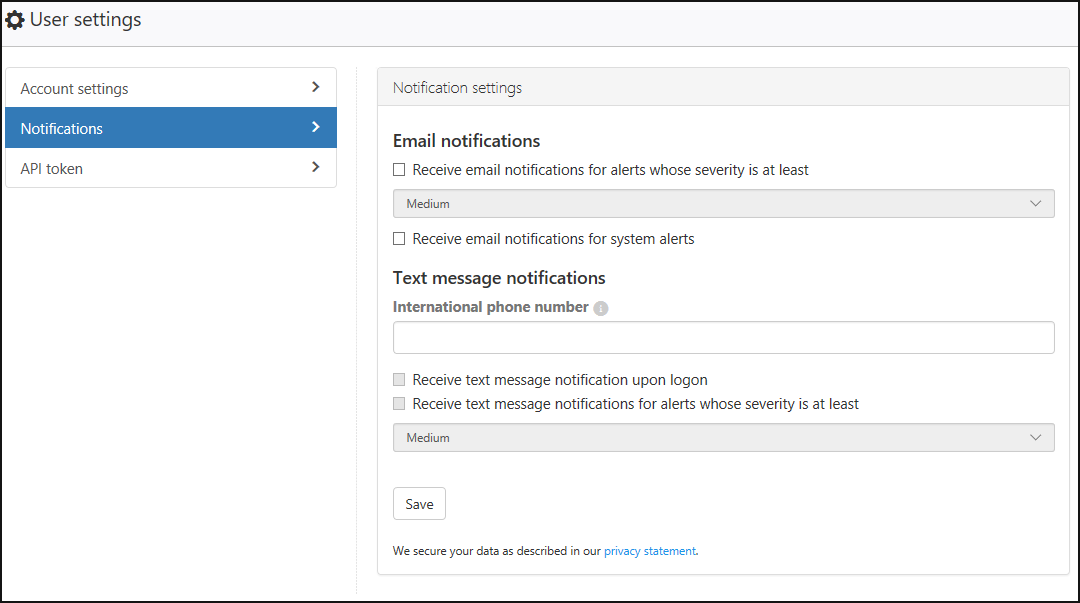 User settings
Account settings
Notifications
API token
Notification settings
Email notifications
Receive email notifications for alerts whose severity is at least
Medium
Receive email notifications for system alerts
Text message notifications
International phone number
Receive text message notification upon logon
Receive text message notifications for alerts whose severity is at least
Medium
Save
We secure your data as described in our privacy statement.